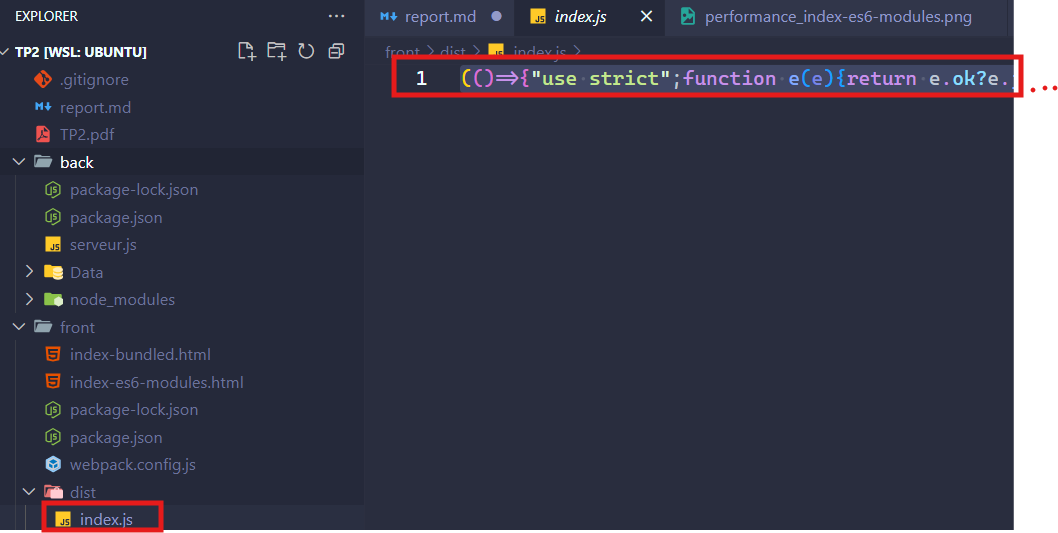 EXPLORER ...
report.md ● index.js × performance_index-es6-modules.png
TP2 [WSL: UBUNTU]
front > dist > index.js >
1 (()=>{"use strict";function e(e){return e.ok?e.
.gitignore
report.md
TP2.pdf
back
package-lock.json
package.json
serveur.js
Data
node_modules
front
index-bundled.html
index-es6-modules.html
package-lock.json
package.json
webpack.config.js
dist
index.js